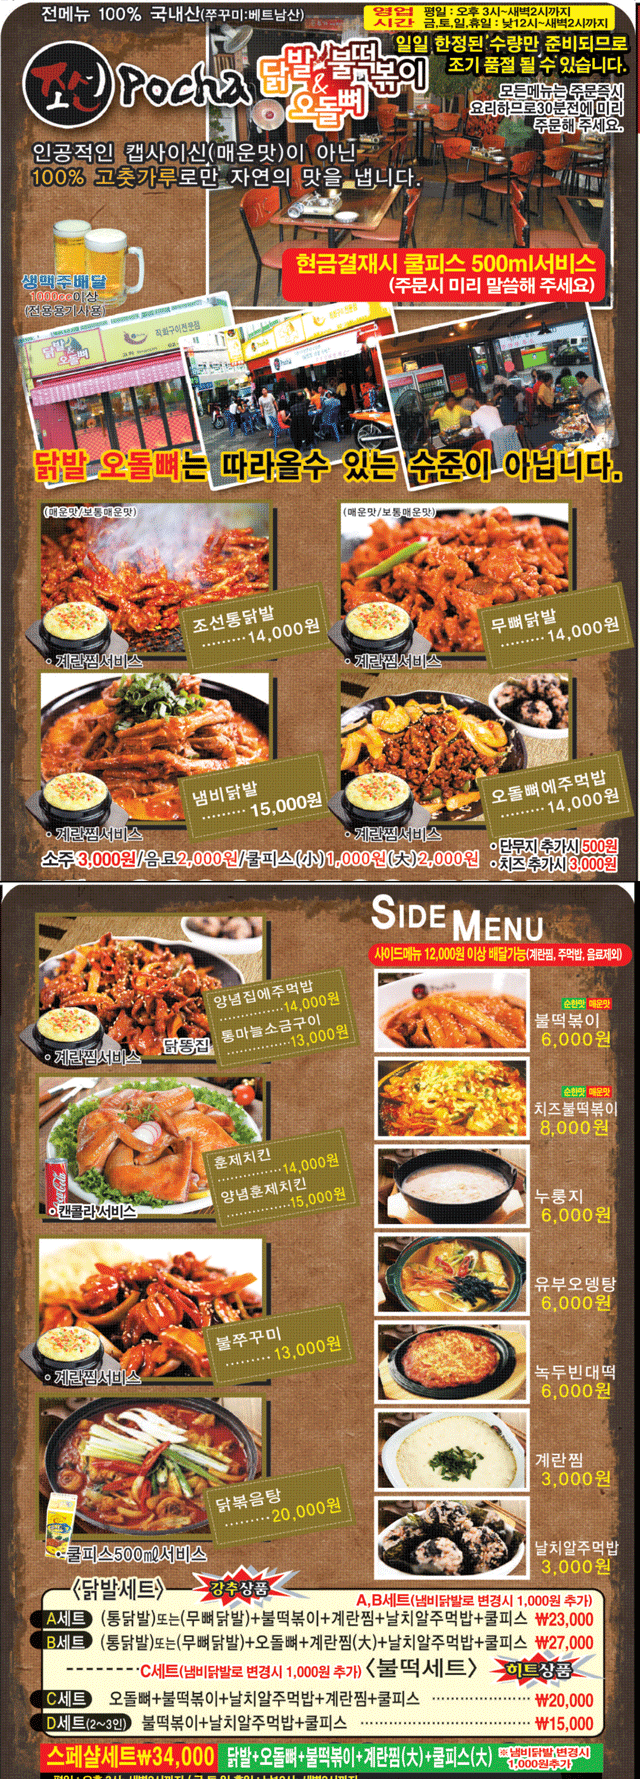 전메뉴 100% 국내산(쭈꾸미:베트남산)
영업시간 평일 : 오후 3시~새벽2시까지
금,토,일,휴일 : 낮12시~새벽2시까지
일일 한정된 수량만 준비되므로
조기 품절 될 수 있습니다.
모든메뉴는 주문즉시
요리하므로30분전에 미리
주문해 주세요.
조선 Pocha
닭발 불떡볶이
&
오돌뼈
인공적인 캡사이신(매운맛)이 아닌
100% 고춧가루로만 자연의 맛을 냅니다.
생맥주배달
1000cc이상
(전용용기사용)
현금결재시 쿨피스 500ml서비스
(주문시 미리 말씀해 주세요)
닭발
오돌뼈
직화구이전문점
Pocha
닭발 오돌뼈는 따라올수 있는 수준이 아닙니다.
(매운맛/보통매운맛)
조선통닭발
.........14,000원
• 계란찜서비스
(매운맛/보통매운맛)
무뼈닭발
.........14,000원
• 계란찜서비스
냄비닭발
.........15,000원
• 계란찜서비스
오돌뼈에주먹밥
.........14,000원
• 계란찜서비스
소주 3,000원/음료2,000원/쿨피스(小)1,000원(大)2,000원
• 단무지 추가시 500원
• 치즈 추가시 3,000원
SIDE MENU
사이드메뉴 12,000원 이상 배달가능(계란찜, 주먹밥, 음료제외)
양념집에주먹밥
..............14,000원
통마늘소금구이
..............13,000원
닭똥집
• 계란찜서비스
훈제치킨
..............14,000원
양념훈제치킨
..............15,000원
• 캔콜라 서비스
불쭈꾸미
.........13,000원
• 계란찜서비스
닭볶음탕
.........20,000원
• 쿨피스500㎖서비스
순한맛 매운맛
불떡볶이
6,000원
순한맛 매운맛
치즈불떡볶이
8,000원
누룽지
6,000원
유부오뎅탕
6,000원
녹두빈대떡
6,000원
계란찜
3,000원
날치알주먹밥
3,000원
〈닭발세트〉 강추상품
A,B세트(냄비닭발로 변경시 1,000원 추가)
A세트 (통닭발)또는(무뼈닭발)+불떡볶이+계란찜+날치알주먹밥+쿨피스 ₩23,000
B세트 (통닭발)또는(무뼈닭발)+오돌뼈+계란찜(大)+날치알주먹밥+쿨피스 ₩27,000
---------C세트(냄비닭발로 변경시 1,000원 추가) 〈불떡세트〉 히트상품
C세트 오돌뼈+불떡볶이+날치알주먹밥+계란찜+쿨피스 .................. ₩20,000
D세트(2~3인) 불떡볶이+날치알주먹밥+쿨피스 .............................. ₩15,000
스페샬세트₩34,000 닭발+오돌뼈+불떡볶이+계란찜(大)+쿨피스(大) ※냄비닭발 변경시 1,000원추가